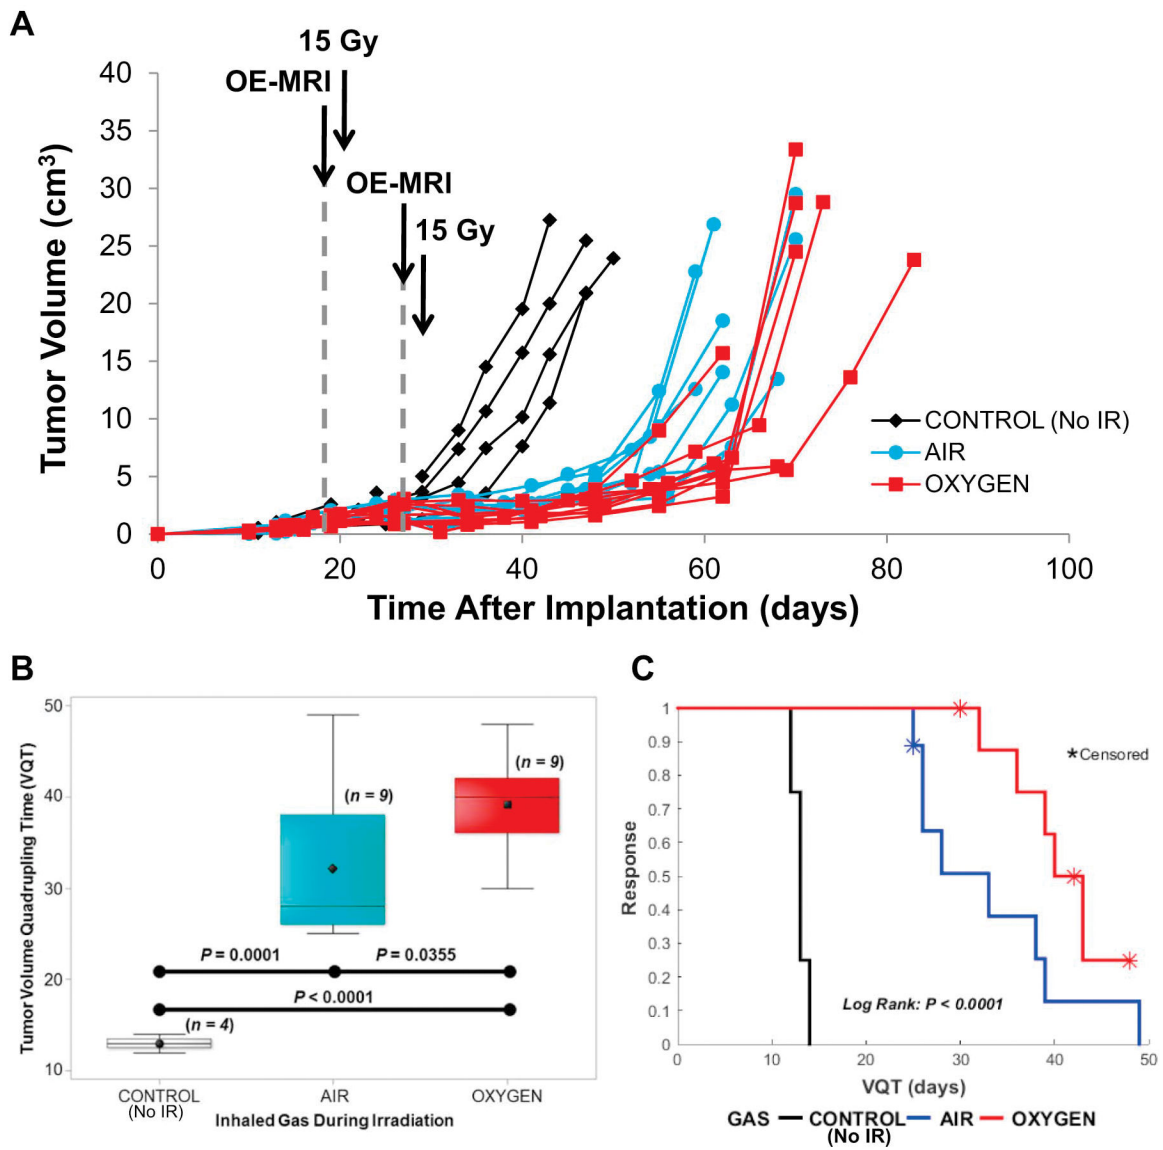 A
15 Gy
OE-MRI
OE-MRI
15 Gy
Tumor Volume (cm³)
40
35
30
25
20
15
10
5
0
0 20 40 60 80 100
Time After Implantation (days)
CONTROL (No IR)
AIR
OXYGEN
B
Tumor Volume Quadrupling Time (VQT)
50
40
30
20
10
(n = 9)
(n = 9)
P = 0.0001 P = 0.0355
P < 0.0001
(n = 4)
CONTROL AIR OXYGEN
(No IR)
Inhaled Gas During Irradiation
C
Response
1
0.9
0.8
0.7
0.6
0.5
0.4
0.3
0.2
0.1
0
*Censored
Log Rank: P < 0.0001
0 10 20 30 40 50
VQT (days)
GAS CONTROL AIR OXYGEN
(No IR)